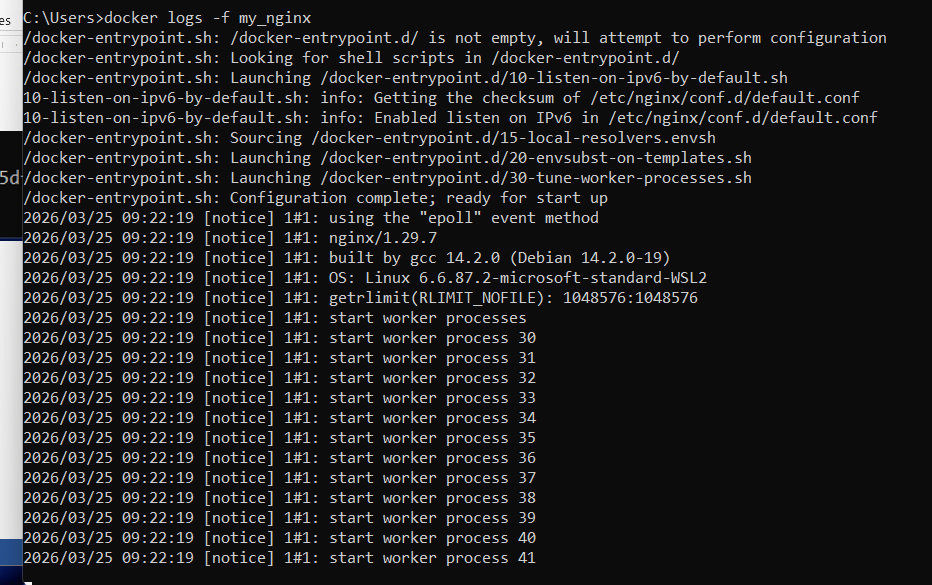 es
C:\Users>docker logs -f my_nginx
/docker-entrypoint.sh: /docker-entrypoint.d/ is not empty, will attempt to perform configuration
/docker-entrypoint.sh: Looking for shell scripts in /docker-entrypoint.d/
/docker-entrypoint.sh: Launching /docker-entrypoint.d/10-listen-on-ipv6-by-default.sh
10-listen-on-ipv6-by-default.sh: info: Getting the checksum of /etc/nginx/conf.d/default.conf
10-listen-on-ipv6-by-default.sh: info: Enabled listen on IPv6 in /etc/nginx/conf.d/default.conf
/docker-entrypoint.sh: Sourcing /docker-entrypoint.d/15-local-resolvers.envsh
/docker-entrypoint.sh: Launching /docker-entrypoint.d/20-envsubst-on-templates.sh
5d
/docker-entrypoint.sh: Launching /docker-entrypoint.d/30-tune-worker-processes.sh
/docker-entrypoint.sh: Configuration complete; ready for start up
2026/03/25 09:22:19 [notice] 1#1: using the "epoll" event method
2026/03/25 09:22:19 [notice] 1#1: nginx/1.29.7
2026/03/25 09:22:19 [notice] 1#1: built by gcc 14.2.0 (Debian 14.2.0-19)
2026/03/25 09:22:19 [notice] 1#1: OS: Linux 6.6.87.2-microsoft-standard-WSL2
2026/03/25 09:22:19 [notice] 1#1: getrlimit(RLIMIT_NOFILE): 1048576:1048576
2026/03/25 09:22:19 [notice] 1#1: start worker processes
2026/03/25 09:22:19 [notice] 1#1: start worker process 30
2026/03/25 09:22:19 [notice] 1#1: start worker process 31
2026/03/25 09:22:19 [notice] 1#1: start worker process 32
2026/03/25 09:22:19 [notice] 1#1: start worker process 33
2026/03/25 09:22:19 [notice] 1#1: start worker process 34
2026/03/25 09:22:19 [notice] 1#1: start worker process 35
2026/03/25 09:22:19 [notice] 1#1: start worker process 36
2026/03/25 09:22:19 [notice] 1#1: start worker process 37
2026/03/25 09:22:19 [notice] 1#1: start worker process 38
2026/03/25 09:22:19 [notice] 1#1: start worker process 39
2026/03/25 09:22:19 [notice] 1#1: start worker process 40
2026/03/25 09:22:19 [notice] 1#1: start worker process 41